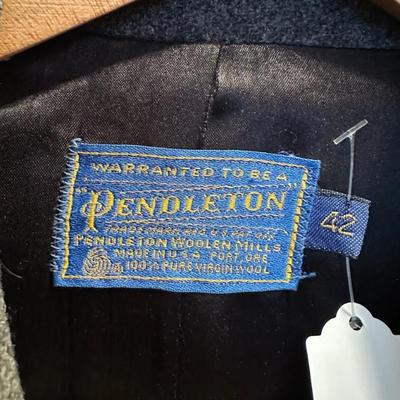 WARRANTED TO BE A
"PENDLETON"
TRADE MARK REG. U.S. PAT. OFF.
PENDLETON WOOLEN MILLS
MADE IN U.S.A. PORT, ORE
100% PURE VIRGIN WOOL
42